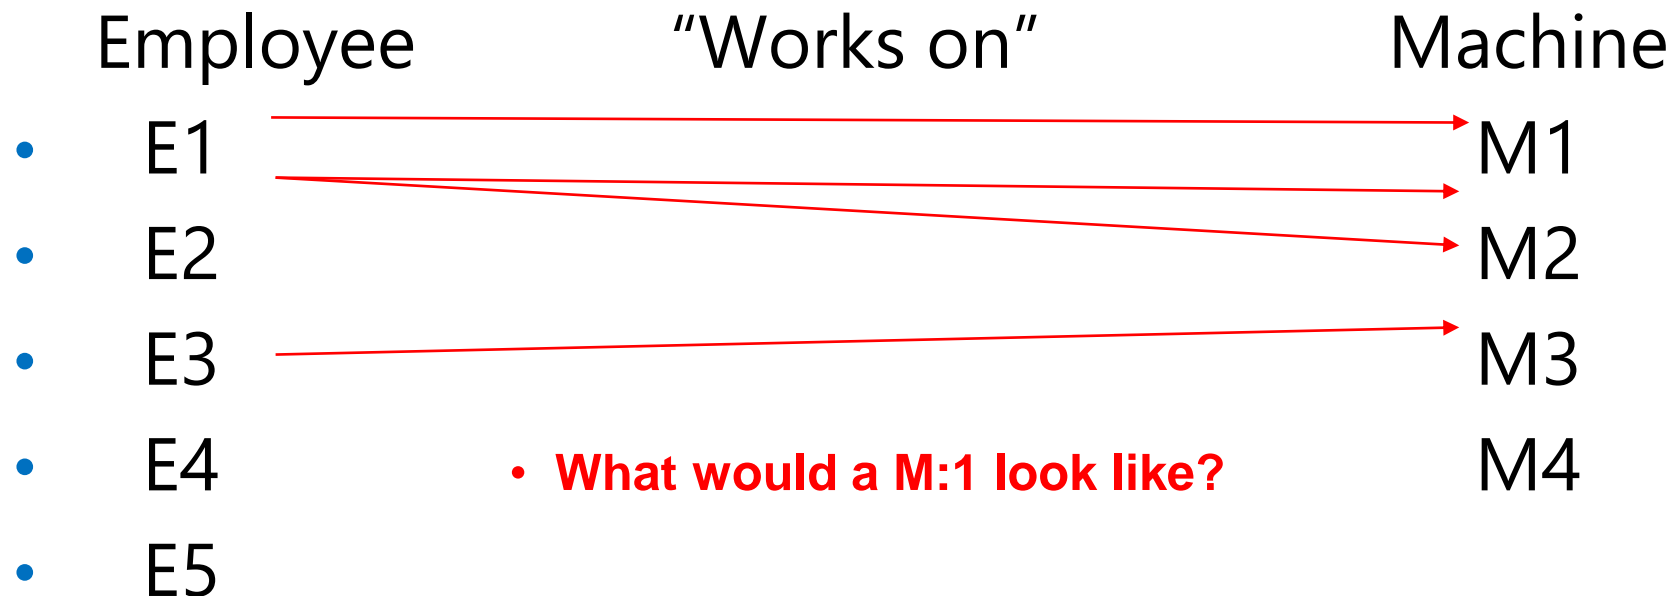 Employee “Works on” Machine
• E1 M1
• E2 M2
• E3 M3
• E4 • What would a M:1 look like? M4
• E5